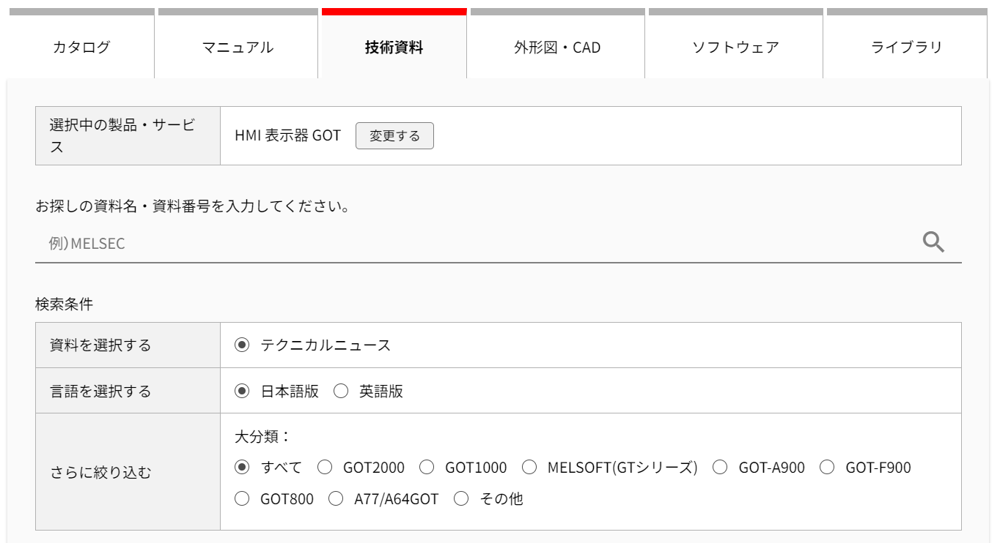 カタログ マニュアル 技術資料 外形図・CAD ソフトウェア ライブラリ
選択中の製品・サービ
ス
HMI 表示器 GOT 変更する
お探しの資料名・資料番号を入力してください。
例)MELSEC
検索条件
資料を選択する テクニカルニュース
言語を選択する 日本語版 英語版
さらに絞り込む
大分類：
すべて GOT2000 GOT1000 MELSOFT(GTシリーズ) GOT-A900 GOT-F900
GOT800 A77/A64GOT その他